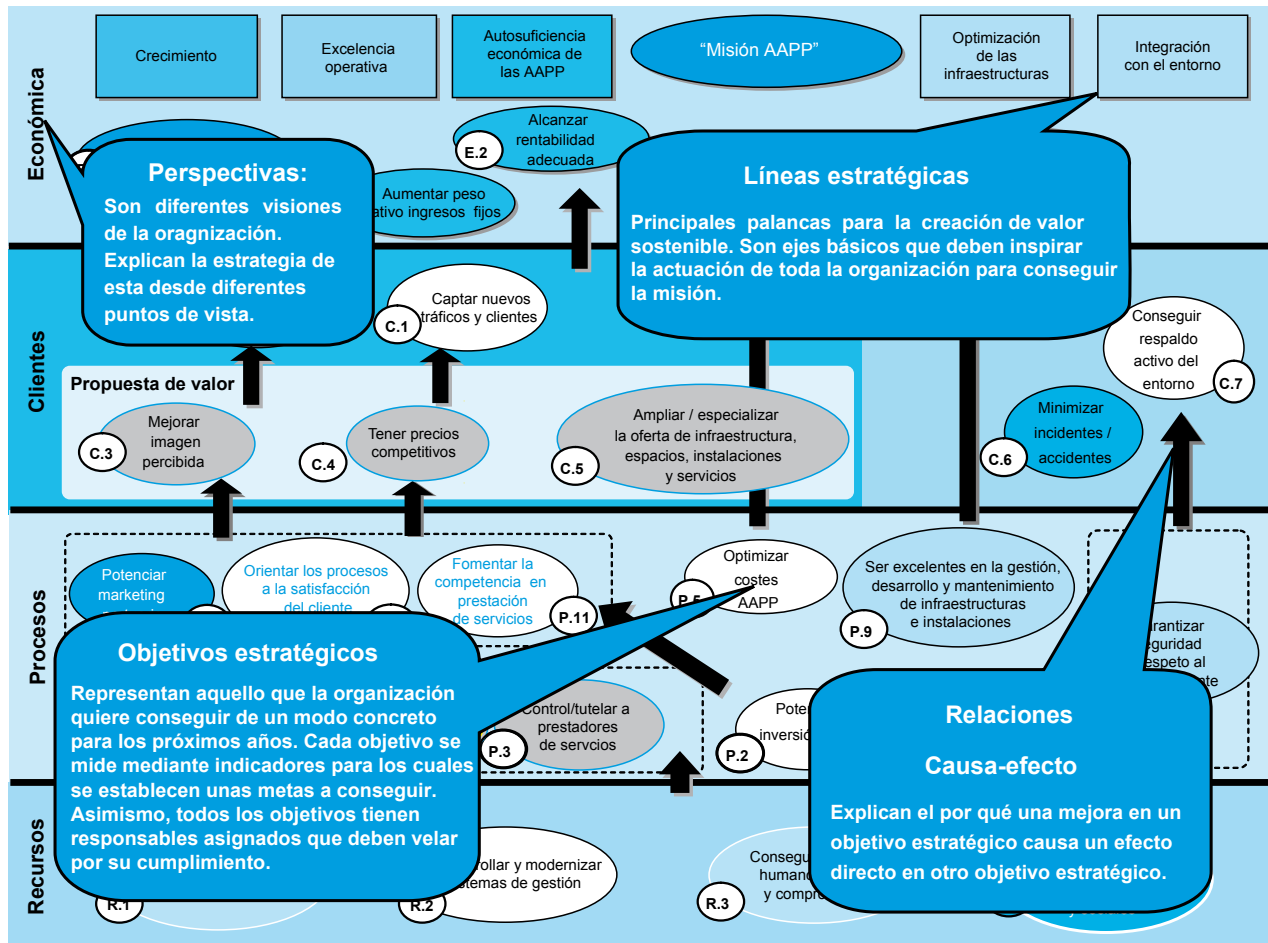 Crecimiento
Excelencia
operativa
Autosuficiencia
económica de
las AAPP
“Misión AAPP”
Optimización
de las
infraestructuras
Integración
con el entorno
Económica
E.2
Alcanzar
rentabilidad
adecuada
Aumentar peso
ingresos fijos
Perspectivas:
Son diferentes visiones
de la oragnización.
Explican la estrategia de
esta desde diferentes
puntos de vista.
Líneas estratégicas
Principales palancas para la creación de valor
sostenible. Son ejes básicos que deben inspirar
la actuación de toda la organización para conseguir
la misión.
Clientes
C.1
Captar nuevos
tráficos y clientes
Conseguir
respaldo
activo del
entorno
C.7
Propuesta de valor
C.3
Mejorar
imagen
percibida
C.4
Tener precios
competitivos
C.5
Ampliar / especializar
la oferta de infraestructura,
espacios, instalaciones
y servicios
C.6
Minimizar
incidentes /
accidentes
Procesos
Potenciar
marketing
Orientar los procesos
a la satisfacción
del cliente
Fomentar la
competencia en
prestación
de servicios
P.11
P.5
Optimizar
costes
AAPP
P.9
Ser excelentes en la gestión,
desarrollo y mantenimiento
de infraestructuras
e instalaciones
al
P.3
Control/tutelar a
prestadores
de servcios
P.2
Objetivos estratégicos
Representan aquello que la organización
quiere conseguir de un modo concreto
para los próximos años. Cada objetivo se
mide mediante indicadores para los cuales
se establecen unas metas a conseguir.
Asimismo, todos los objetivos tienen
responsables asignados que deben velar
por su cumplimiento.
Relaciones
Causa-efecto
Explican el por qué una mejora en un
objetivo estratégico causa un efecto
directo en otro objetivo estratégico.
Recursos
R.1
R.2
y modernizar
de gestión
R.3
y